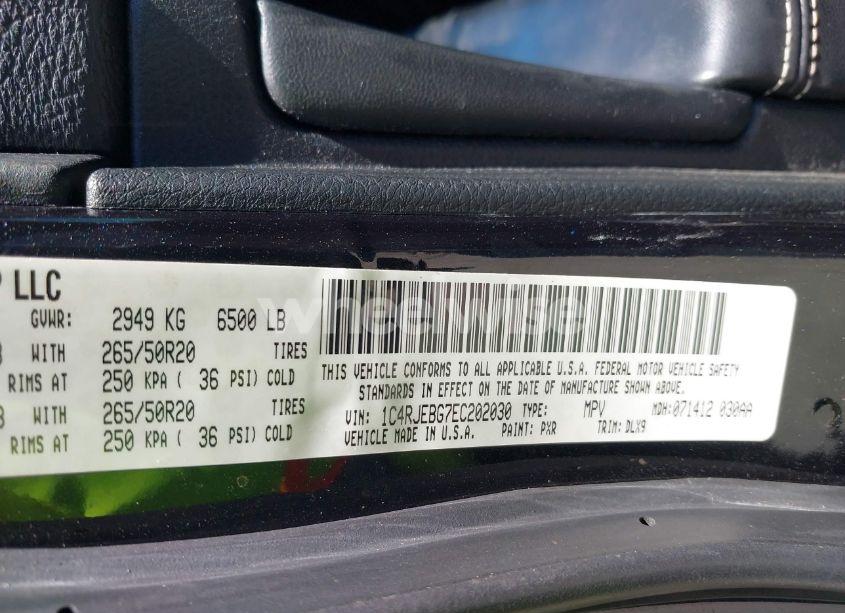 P LLC
GVWR: 2949 KG 6500 LB
WITH 265/50R20 TIRES
RIMS AT 250 KPA ( 36 PSI) COLD
WITH 265/50R20 TIRES
RIMS AT 250 KPA ( 36 PSI) COLD
wheelwise
THIS VEHICLE CONFORMS TO ALL APPLICABLE U.S.A. FEDERAL MOTOR VEHICLE SAFETY
STANDARDS IN EFFECT ON THE DATE OF MANUFACTURE SHOWN ABOVE.
VIN: 1C4RJEBG7EC202030 TYPE: MPV MDH:071412 030AA
VEHICLE MADE IN U.S.A. PAINT: PXR TRIM: DLX9